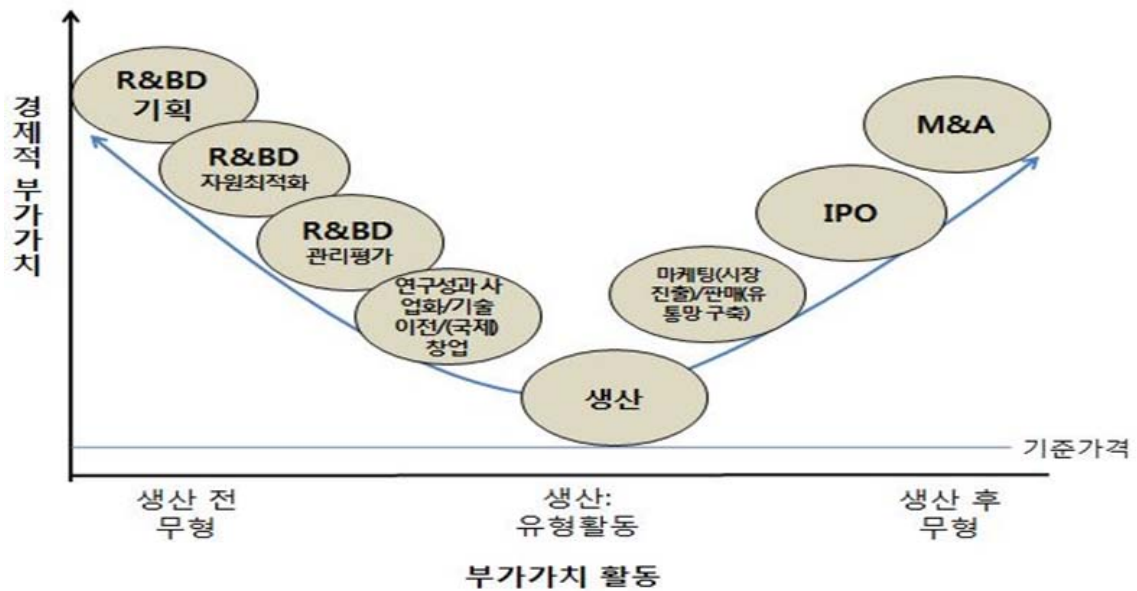 경제적 부가가치
R&BD
기획
R&BD
자원최적화
R&BD
관리평가
연구성과 사
업화/기술
이전/(국제)
창업
생산
마케팅(시장
진출)/판매(유
통망 구축)
IPO
M&A
기준가격
생산 전
무형
생산:
유형활동
생산 후
무형
부가가치 활동